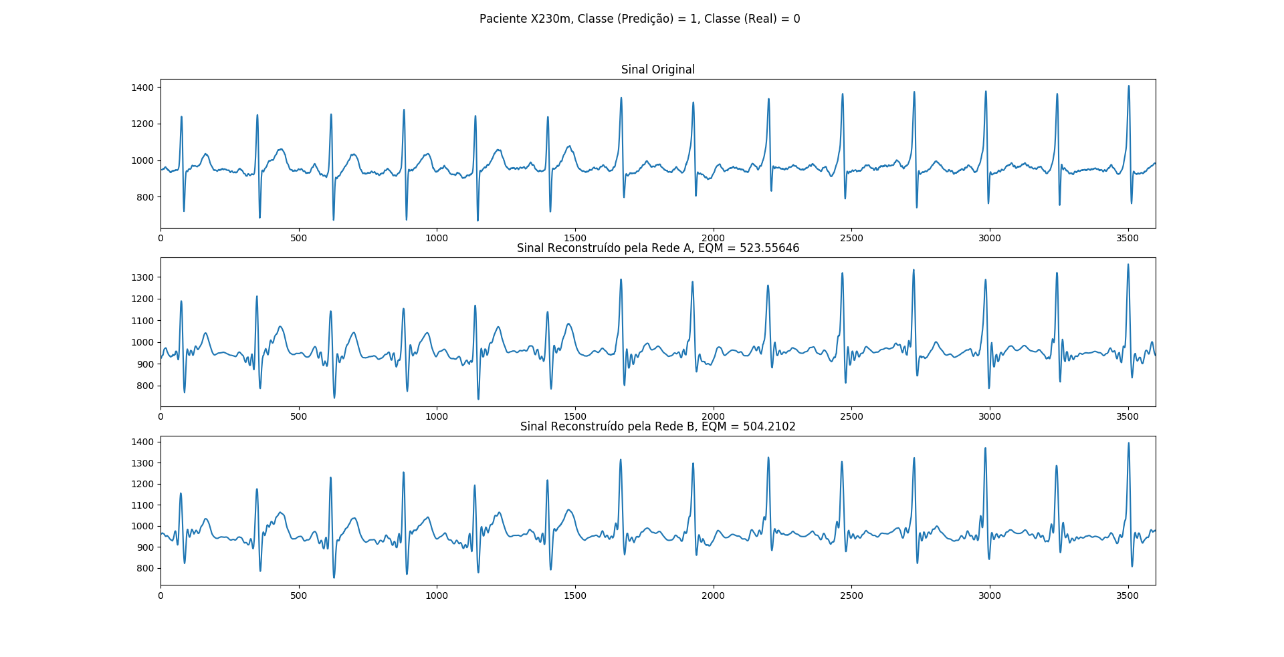 Paciente X230m, Classe (Predição) = 1, Classe (Real) = 0
Sinal Original
1400
1200
1000
800
0 500 1000 1500 2000 2500 3000 3500
Sinal Reconstruído pela Rede A, EQM = 523.55646
1300
1200
1100
1000
900
800
0 500 1000 1500 2000 2500 3000 3500
Sinal Reconstruído pela Rede B, EQM = 504.2102
1400
1300
1200
1100
1000
900
800
0 500 1000 1500 2000 2500 3000 3500